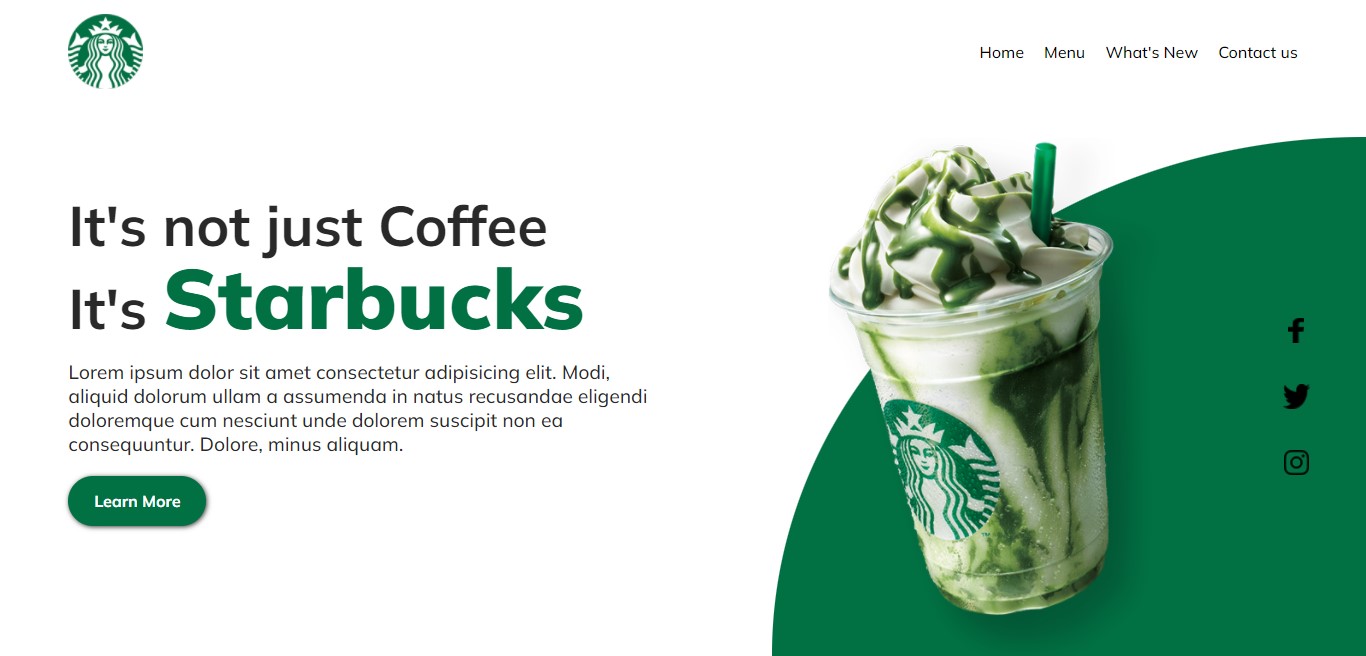 Home Menu What's New Contact us
It's not just Coffee
It's Starbucks
Lorem ipsum dolor sit amet consectetur adipisicing elit. Modi,
aliquid dolorum ullam a assumenda in natus recusandae eligendi
doloremque cum nesciunt unde dolorem suscipit non ea
consequuntur. Dolore, minus aliquam.
Learn More
TM